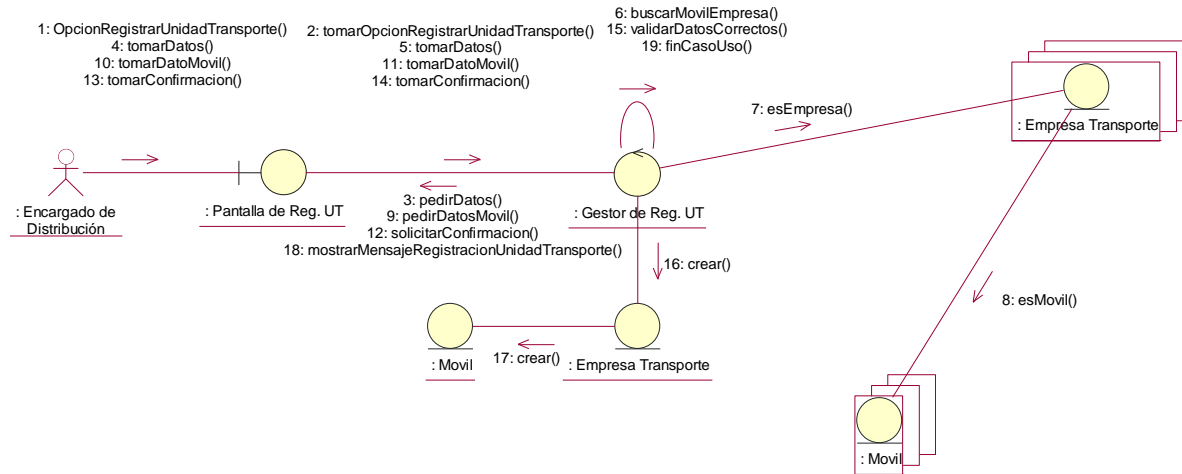 1: OpcionRegistrarUnidadTransporte()
4: tomarDatos()
10: tomarDatoMovil()
13: tomarConfirmacion()
2: tomarOpcionRegistrarUnidadTransporte()
5: tomarDatos()
11: tomarDatoMovil()
14: tomarConfirmacion()
6: buscarMovilEmpresa()
15: validarDatosCorrectos()
19: finCasoUso()
7: esEmpresa()
: Empresa Transporte
: Encargado de
Distribución
: Pantalla de Reg. UT
3: pedirDatos()
9: pedirDatosMovil()
12: solicitarConfirmacion()
18: mostrarMensajeRegistracionUnidadTransporte()
: Gestor de Reg. UT
16: crear()
8: esMovil()
: Movil
17: crear()
: Empresa Transporte
: Movil